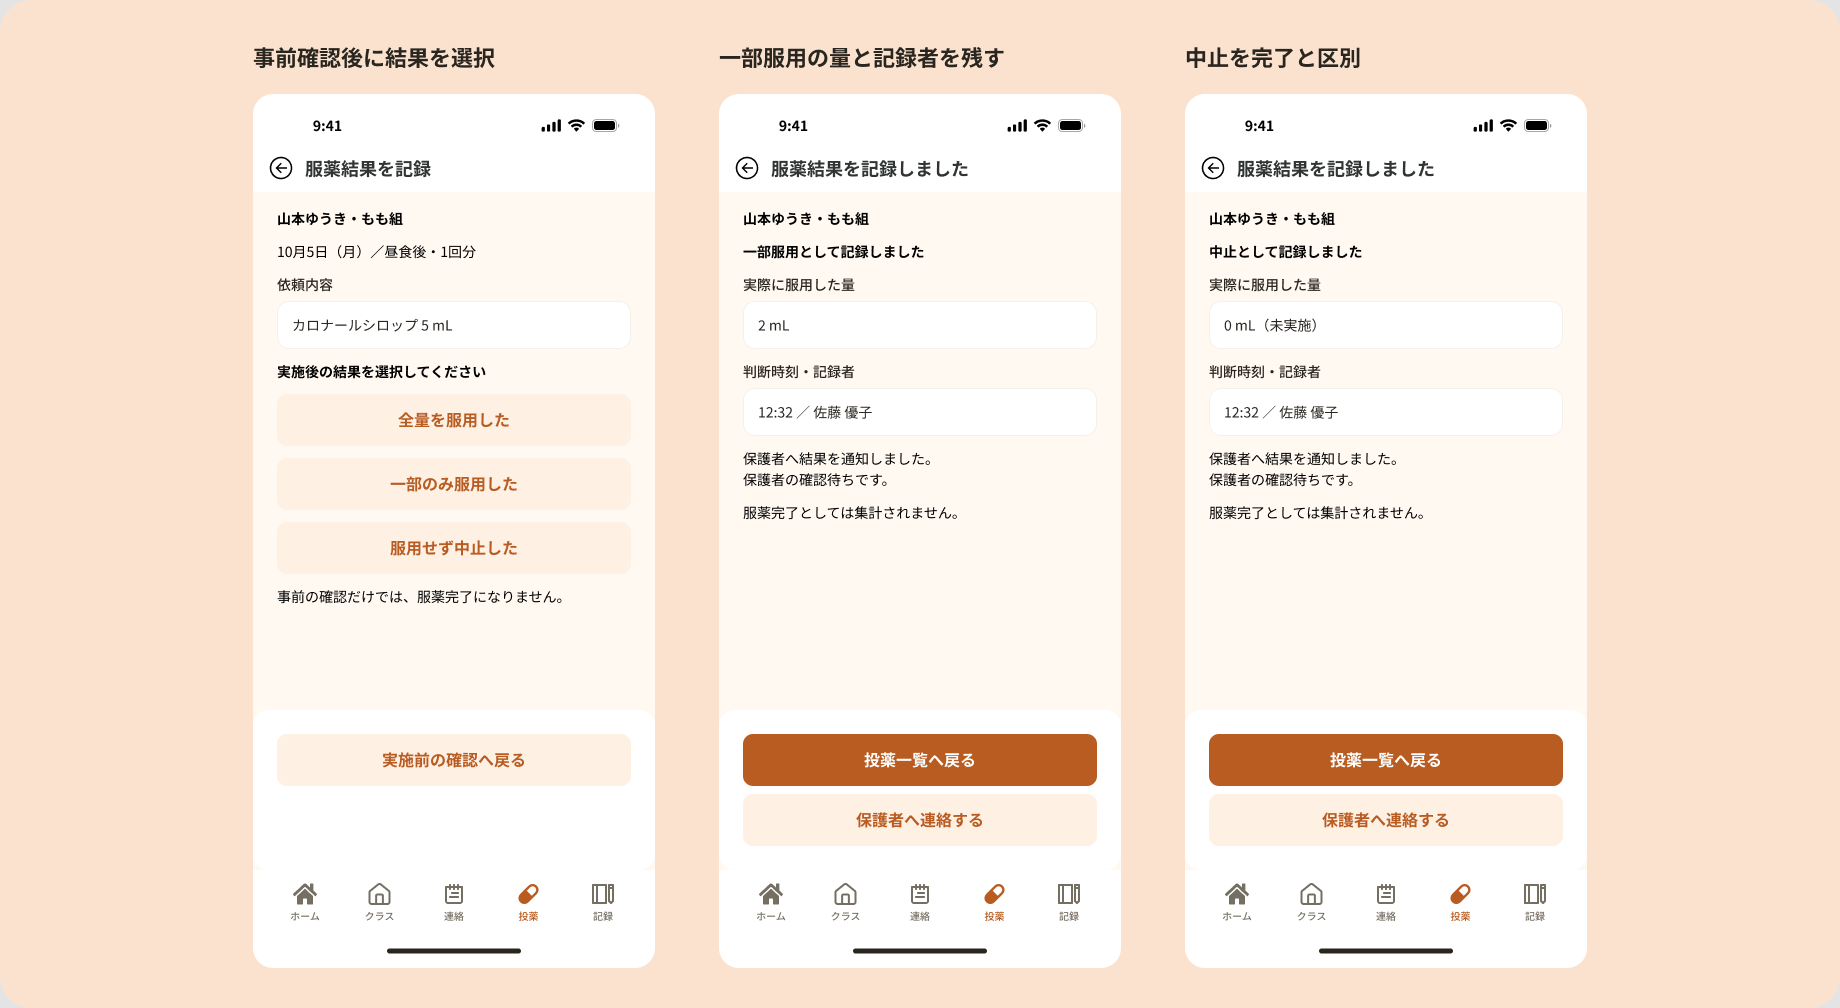 事前確認後に結果を選択
9:41
服薬結果を記録
山本ゆうき・もも組
10月5日（月）／昼食後・1回分
依頼内容
カロナールシロップ 5 mL
実施後の結果を選択してください
全量を服用した
一部のみ服用した
服用せず中止した
事前の確認だけでは、服薬完了になりません。
実施前の確認へ戻る
ホーム
クラス
連絡
投薬
記録
一部服用の量と記録者を残す
9:41
服薬結果を記録しました
山本ゆうき・もも組
一部服用として記録しました
実際に服用した量
2 mL
判断時刻・記録者
12:32 ／ 佐藤 優子
保護者へ結果を通知しました。
保護者の確認待ちです。
服薬完了としては集計されません。
投薬一覧へ戻る
保護者へ連絡する
ホーム
クラス
連絡
投薬
記録
中止を完了と区別
9:41
服薬結果を記録しました
山本ゆうき・もも組
中止として記録しました
実際に服用した量
0 mL（未実施）
判断時刻・記録者
12:32 ／ 佐藤 優子
保護者へ結果を通知しました。
保護者の確認待ちです。
服薬完了としては集計されません。
投薬一覧へ戻る
保護者へ連絡する
ホーム
クラス
連絡
投薬
記録